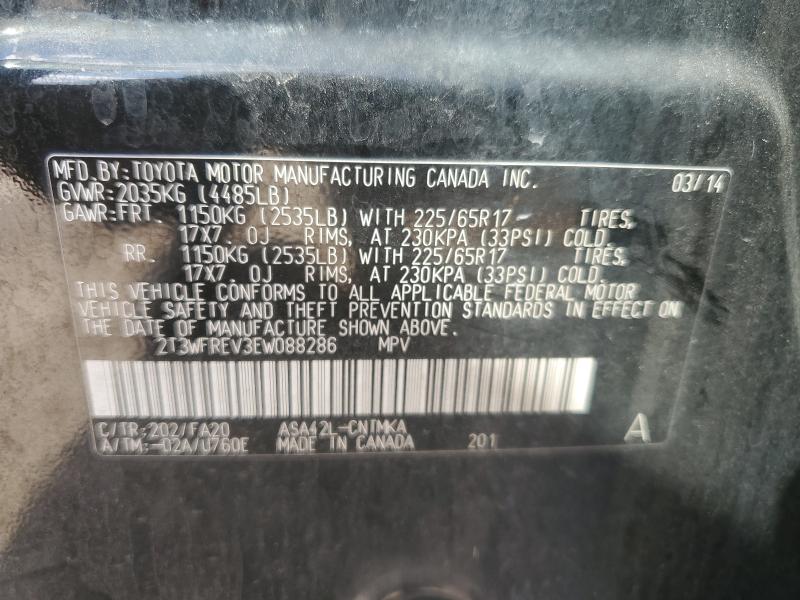 MFD.BY:TOYOTA MOTOR MANUFACTURING CANADA INC. 03/14
GVWR:2035KG (4485LB)
GAWR:FRT. 1150KG (2535LB) WITH 225/65R17 TIRES,
17X7.0J RIMS, AT 230KPA (33PSI) COLD.
RR. 1150KG (2535LB) WITH 225/65R17 TIRES,
17X7.0J RIMS, AT 230KPA (33PSI) COLD.
THIS VEHICLE CONFORMS TO ALL APPLICABLE FEDERAL MOTOR
VEHICLE SAFETY AND THEFT PREVENTION STANDARDS IN EFFECT ON
THE DATE OF MANUFACTURE SHOWN ABOVE.
2T3WFREV3EW088286 MPV
C/TR:202/FA20 ASA42L-CNTMKA
A/TM:-02A/U760E MADE IN CANADA 201 A